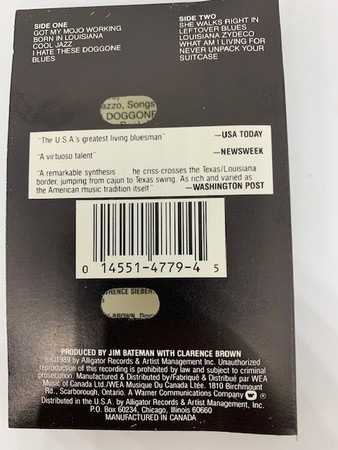 SIDE ONE
GOT MY MOJO WORKING
BORN IN LOUISIANA
COOL JAZZ
I HATE THESE DOGGONE
BLUES
SIDE TWO
SHE WALKS RIGHT IN
LEFTOVER BLUES
LOUISIANA ZYDECO
WHAT AM I LIVING FOR
NEVER UNPACK YOUR
SUITCASE
azzo, Songs
DOGGONE
"The U.S.A's greatest living bluesman" —USA TODAY
"A virtuoso talent" —NEWSWEEK
"A remarkable synthesis he criss-crosses the Texas/Louisiana
border, jumping from cajun to Texas swing. As rich and varied as
the American music tradition itself" —WASHINGTON POST
0 14551-4779-4 5
RENCE SIEBER
BROWN,
PRODUCED BY JIM BATEMAN WITH CLARENCE BROWN
1989 by Alligator Records & Artist Management, Inc. Unauthorized
reproduction of this recording is prohibited by law and subject to criminal
prosecution. Manufactured & Distributed by/Fabriqué & Distribué par WEA
Music of Canada Ltd./WEA Musique Du Canada Ltée. 1810 Birchmount
Rd., Scarborough, Ontario. A Warner Communications Company
Distributed in the U.S.A. by Alligator Records & Artist Management, Inc.
P.O. Box 60234, Chicago, Illinois 60660
MANUFACTURED IN CANADA